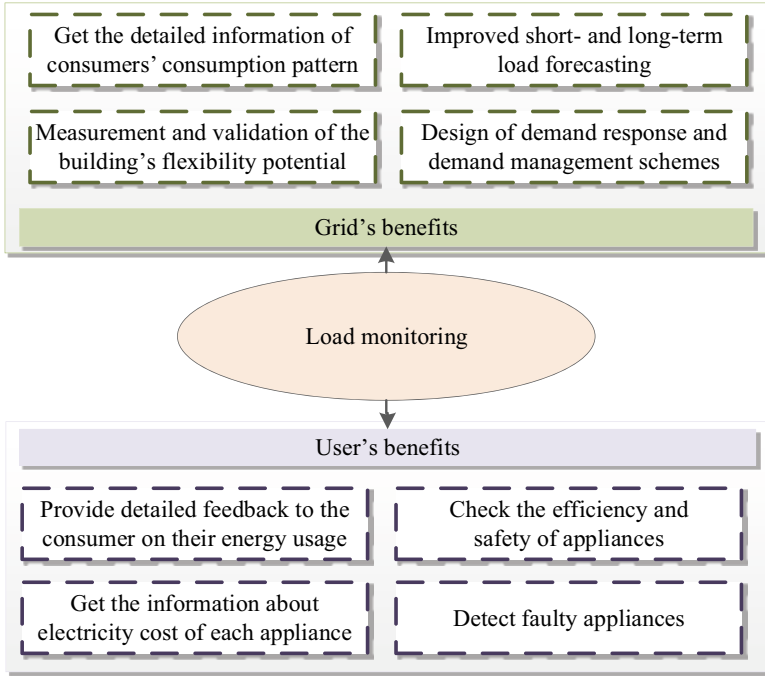 Get the detailed information of
consumers’ consumption pattern
Improved short- and long-term
load forecasting
Measurement and validation of the
building’s flexibility potential
Design of demand response and
demand management schemes
Grid’s benefits
Load monitoring
User’s benefits
Provide detailed feedback to the
consumer on their energy usage
Check the efficiency and
safety of appliances
Get the information about
electricity cost of each appliance
Detect faulty appliances